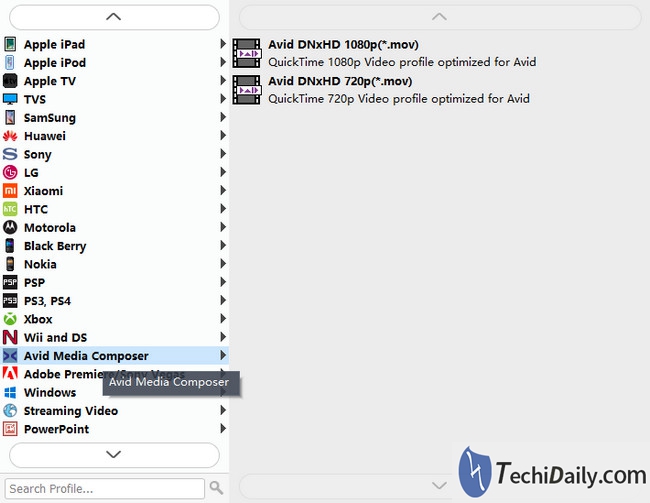 Apple iPad
Apple iPod
Apple TV
TVS
SamSung
Huawei
Sony
LG
Xiaomi
HTC
Motorola
Black Berry
Nokia
PSP
PS3, PS4
Xbox
Wii and DS
Avid Media Composer
Adobe Premiere/Sony Vegas
Avid Media Composer
Windows
Streaming Video
PowerPoint
Search Profile...
Avid DNxHD 1080p(*.mov)
QuickTime 1080p Video profile optimized for Avid
Avid DNxHD 720p(*.mov)
QuickTime 720p Video profile optimized for Avid
TechiDaily.com